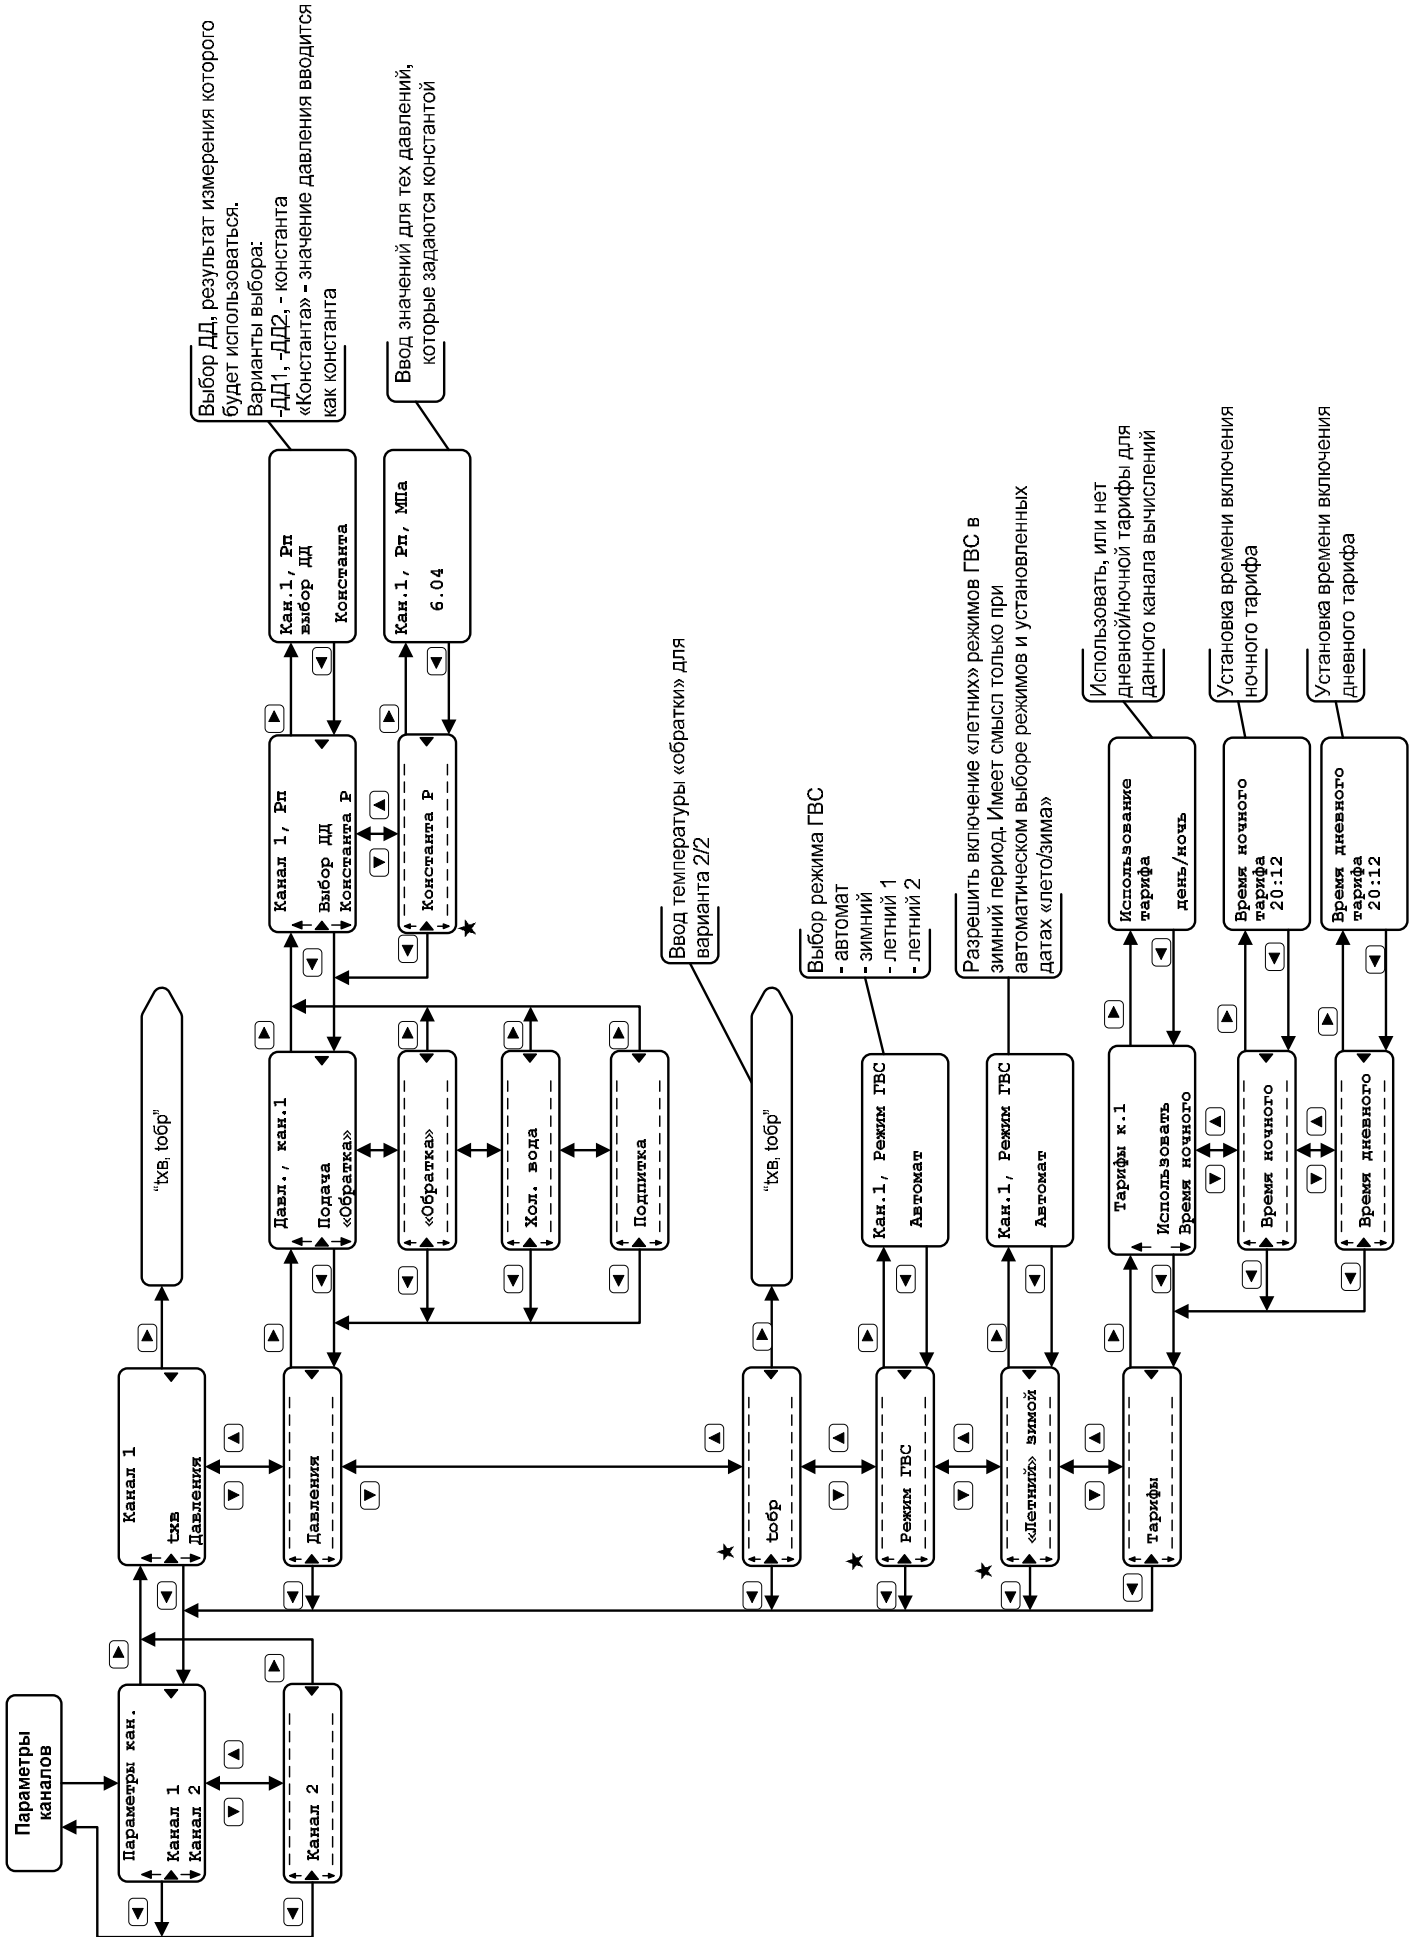 Параметры
каналов
Параметры кан.
Канал 1
Канал 2
Канал 2
Канал 1
tхв
Давления
"tхв, tобр"
Давления
Давл., кан.1
Подача
«Обратка»
«Обратка»
Хол. вода
Подпитка
Канал 1, Рп
Выбор ДД
Константа Р
Константа Р
Кан.1, Рп
выбор ДД
Константа
Кан.1, Рп, МПа
6.04
Выбор ДД, результат измерения которого
будет использоваться.
Варианты выбора:
-ДД1, -ДД2, - константа
«Константа» - значение давления вводится
как константа
Ввод значений для тех давлений,
которые задаются константой
tобр
"tхв, tобр"
Ввод температуры «обратки» для
варианта 2/2
Режим ГВС
Кан.1, Режим ГВС
Автомат
Выбор режима ГВС
- автомат
- зимний
- летний 1
- летний 2
«Летний» зимой
Кан.1, Режим ГВС
Автомат
Разрешить включение «летних» режимов ГВС в
зимний период. Имеет смысл только при
автоматическом выборе режимов и установленных
датах «лето/зима»
Тарифы
Тарифы к.1
Использовать
Время ночного
Использование
тарифа
день/ночь
Использовать, или нет
дневной/ночной тарифы для
данного канала вычислений
Время ночного
Время ночного
тарифа
20:12
Установка времени включения
ночного тарифа
Время дневного
Время дневного
тарифа
20:12
Установка времени включения
дневного тарифа